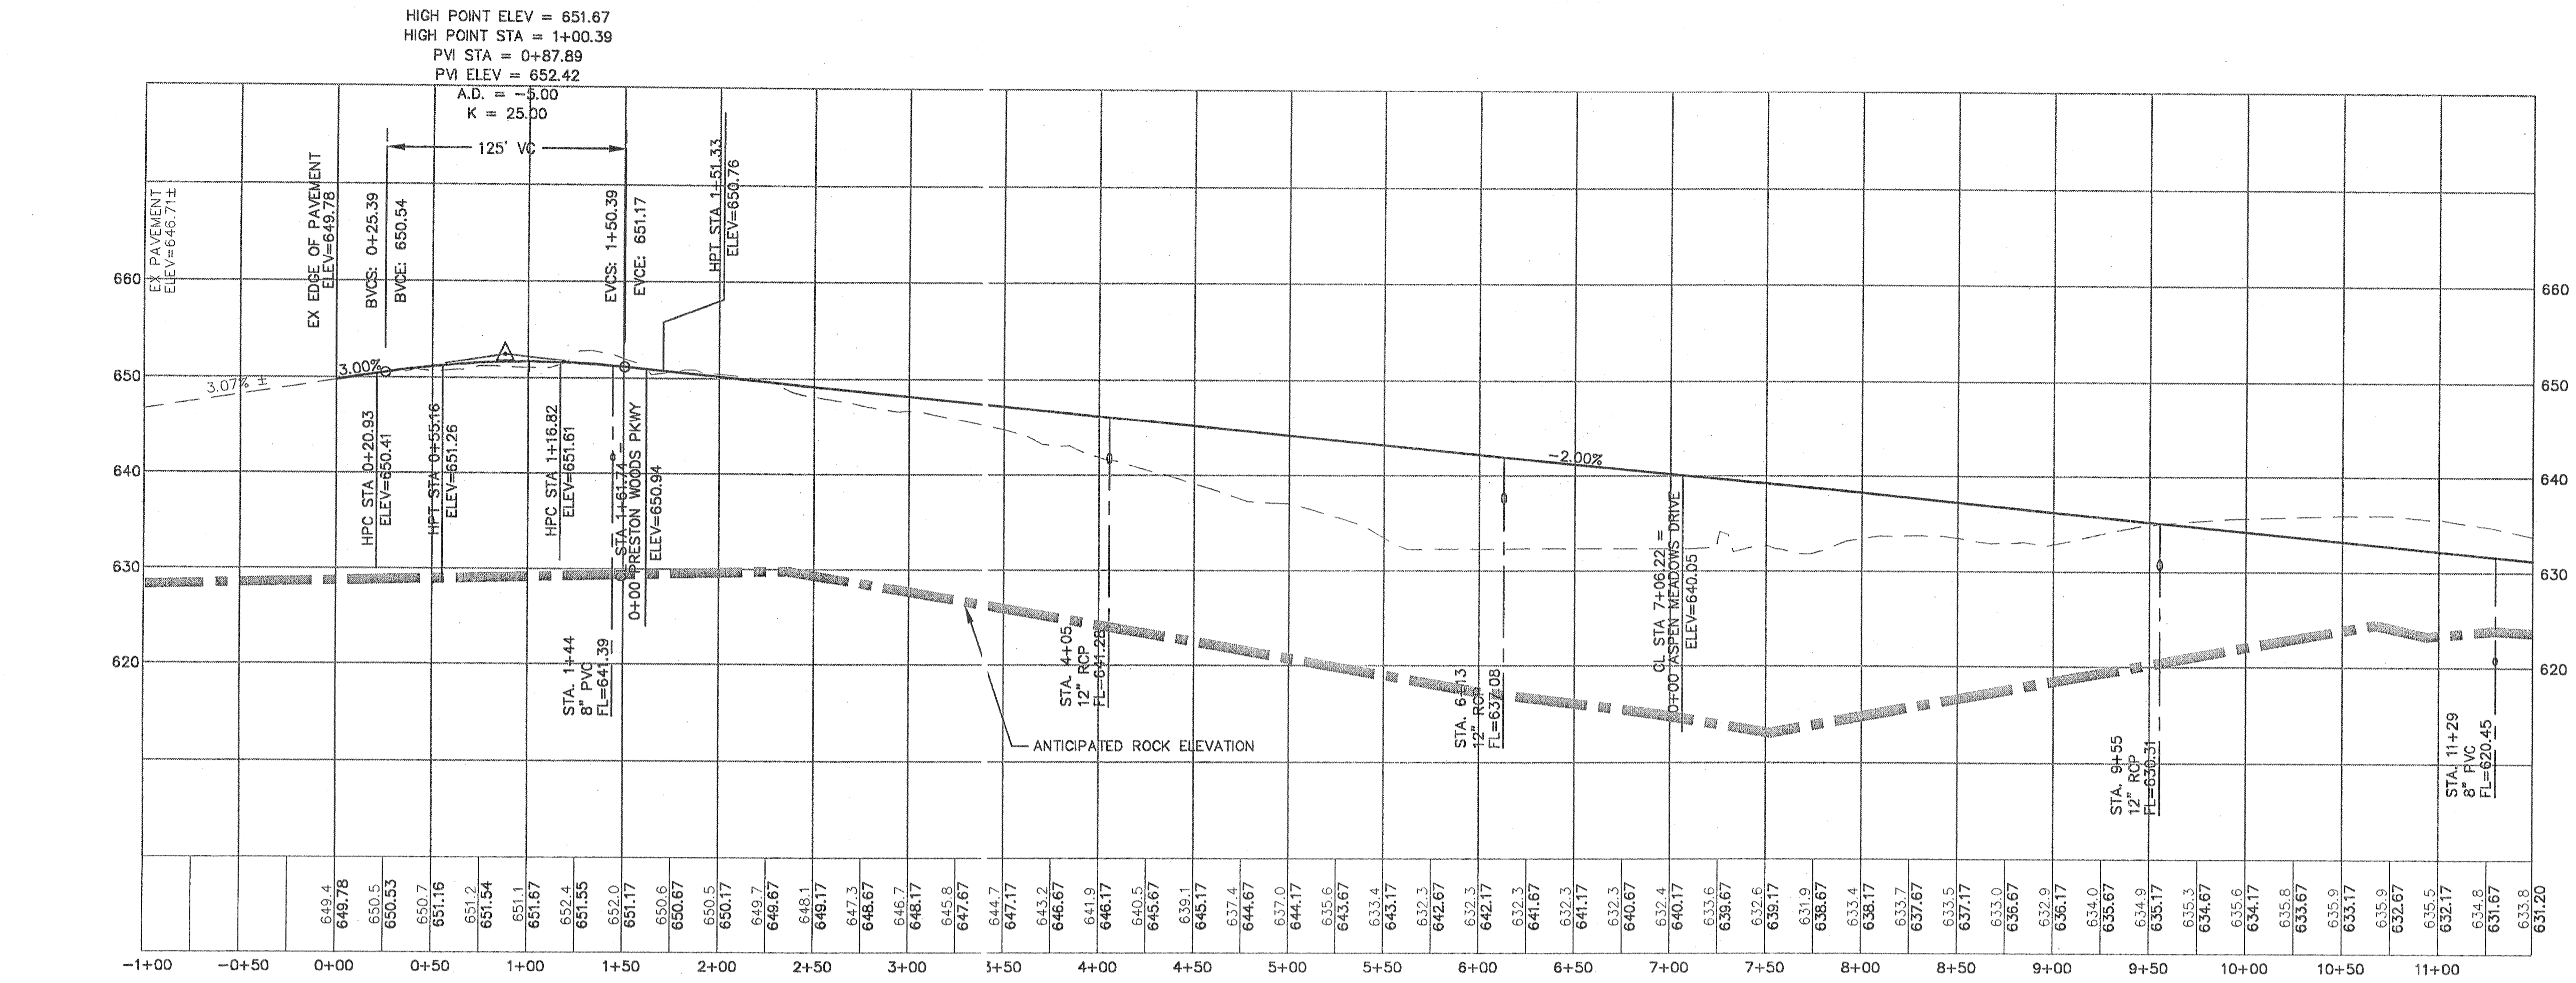 HIGH POINT ELEV = 651.67
HIGH POINT STA = 1+00.39
PVI STA = 0+87.89
PVI ELEV = 652.42
A.D. = −5.00
K = 25.00
125' VC
EX PAVEMENT
ELEV=646.71±
EX EDGE OF PAVEMENT
ELEV=649.78
BVCS: 0+25.39
BVCE: 650.54
EVCS: 1+50.39
EVCE: 651.17
HPT STA 1+51.33
ELEV=650.76
660
660
3.07% ±
3.00%
650
650
HPC STA 0+20.93
ELEV=650.41
HPT STA 0+55.16
ELEV=651.26
HPC STA 1+16.82
ELEV=651.61
STA 1+61.74 =
0+00 PRESTON WOODS PKWY
ELEV=650.94
−2.00%
640
640
CL STA 7+06.22 =
0+00 ASPEN MEADOWS DRIVE
ELEV=640.05
630
630
620
620
STA. 1+44
8" PVC
FL=641.39
STA. 4+05
12" RCP
FL=641.28
STA. 6+13
12" RCP
FL=637.08
STA. 9+55
12" RCP
FL=630.31
STA. 11+29
8" PVC
FL=620.45
ANTICIPATED ROCK ELEVATION
649.4
649.78
650.5
650.53
650.7
651.16
651.2
651.54
651.1
651.67
652.4
651.55
652.0
651.17
650.6
650.67
650.5
650.17
649.7
649.67
648.1
649.17
647.3
648.67
646.7
648.17
645.8
647.67
644.7
647.17
643.2
646.67
641.9
646.17
640.5
645.67
639.1
645.17
637.4
644.67
637.0
644.17
635.6
643.67
633.4
643.17
632.3
642.67
632.3
642.17
632.3
641.67
632.3
641.17
632.3
640.67
632.4
640.17
633.6
639.67
632.6
639.17
631.9
638.67
633.4
638.17
633.7
637.67
633.5
637.17
633.0
636.67
632.9
636.17
634.0
635.67
634.9
635.17
635.3
634.67
635.6
634.17
635.8
633.67
635.9
633.17
635.9
632.67
635.5
632.17
634.8
631.67
633.8
631.20
−1+00
−0+50
0+00
0+50
1+00
1+50
2+00
2+50
3+00
3+50
4+00
4+50
5+00
5+50
6+00
6+50
7+00
7+50
8+00
8+50
9+00
9+50
10+00
10+50
11+00